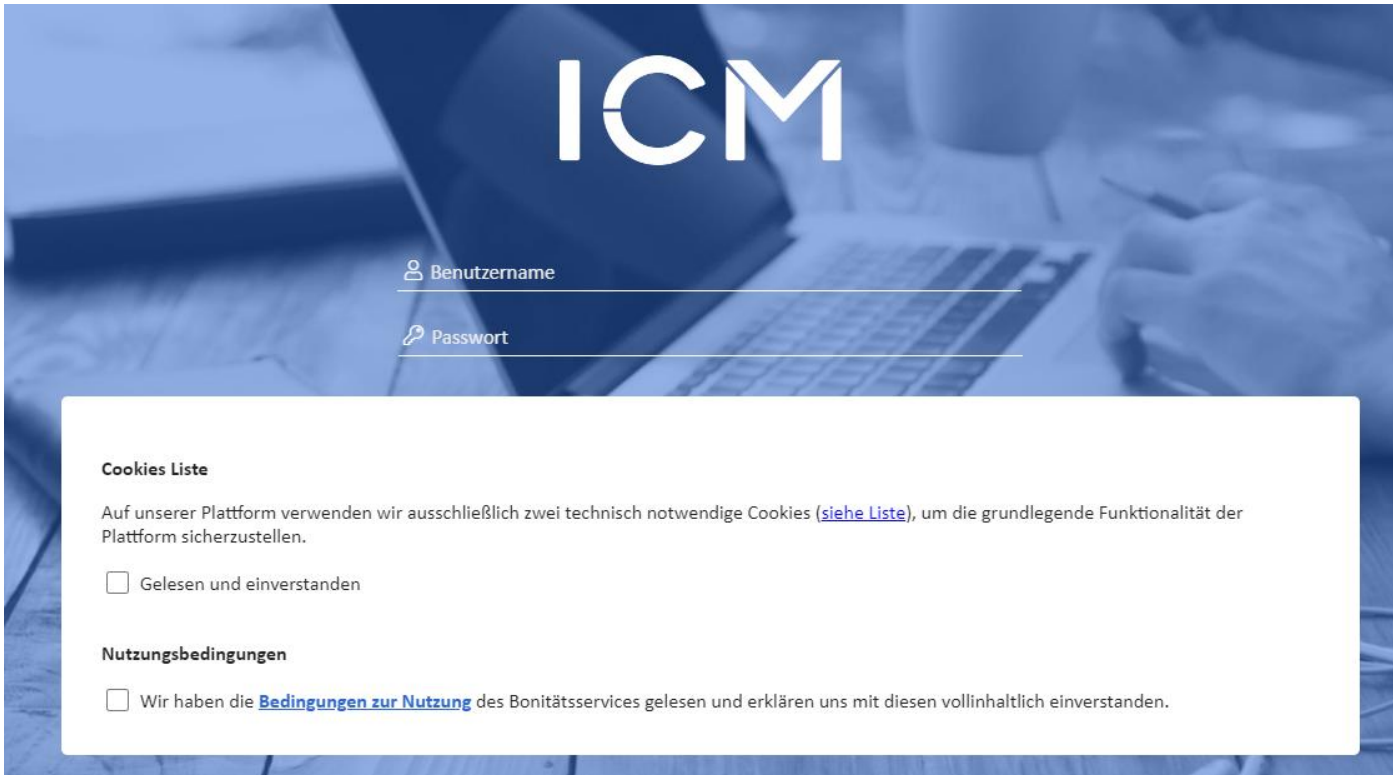 ICM
Benutzername
Passwort
Cookies Liste
Auf unserer Plattform verwenden wir ausschließlich zwei technisch notwendige Cookies (siehe Liste), um die grundlegende Funktionalität der
Plattform sicherzustellen.
Gelesen und einverstanden
Nutzungsbedingungen
Wir haben die Bedingungen zur Nutzung des Bonitätsservices gelesen und erklären uns mit diesen vollinhaltlich einverstanden.